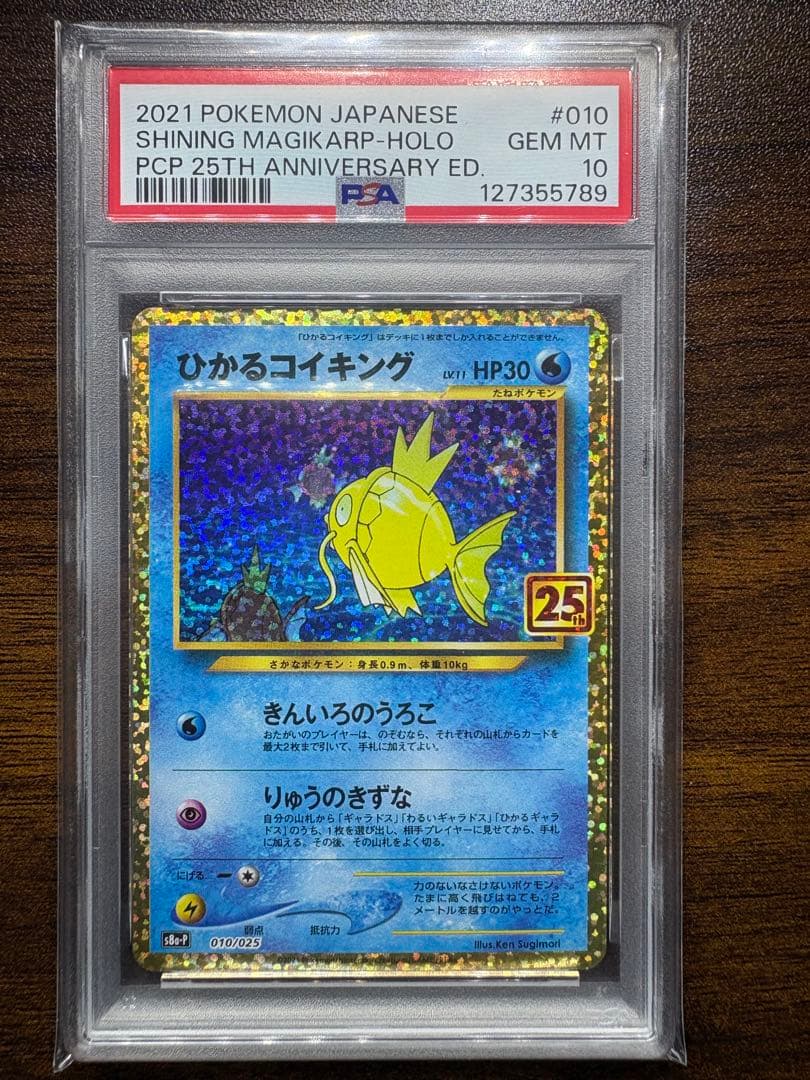 2021 POKEMON JAPANESE #010
SHINING MAGIKARP-HOLO GEM MT
PCP 25TH ANNIVERSARY ED. 10
PSA 127355789
「ひかるコイキング」はデッキに1枚までしか入れることができません。
ひかるコイキング LV.11 HP30
たねポケモン
25th
さかなポケモン：身長0.9m、体重10kg
きんいろのうろこ
おたがいのプレイヤーは、のぞむなら、それぞれの山札からカードを
最大2枚まで引いて、手札に加えてよい。
りゅうのきずな
自分の山札から「ギャラドス」「わるいギャラドス」「ひかるギャラ
ドス」のうち、1枚を選び出し、相手プレイヤーに見せてから、手札
に加える。その後、その山札をよく切る。
にげる
力のないなさけないポケモン。
たまに高く飛びはねても、2
メートルを越すのがやっとだ。
弱点 抵抗力
s8a-P 010/025
Illus.Ken Sugimori